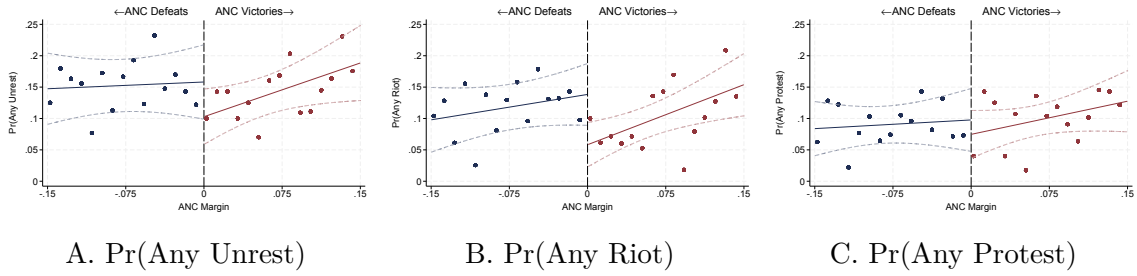 ←ANC Defeats ANC Victories→
Pr(Any Unrest)
.25
.2
.15
.1
.05
0
-.15 -.075 0 .075 .15
ANC Margin
A. Pr(Any Unrest)
←ANC Defeats ANC Victories→
Pr(Any Riot)
.25
.2
.15
.1
.05
0
-.15 -.075 0 .075 .15
ANC Margin
B. Pr(Any Riot)
←ANC Defeats ANC Victories→
Pr(Any Protest)
.25
.2
.15
.1
.05
0
-.15 -.075 0 .075 .15
ANC Margin
C. Pr(Any Protest)